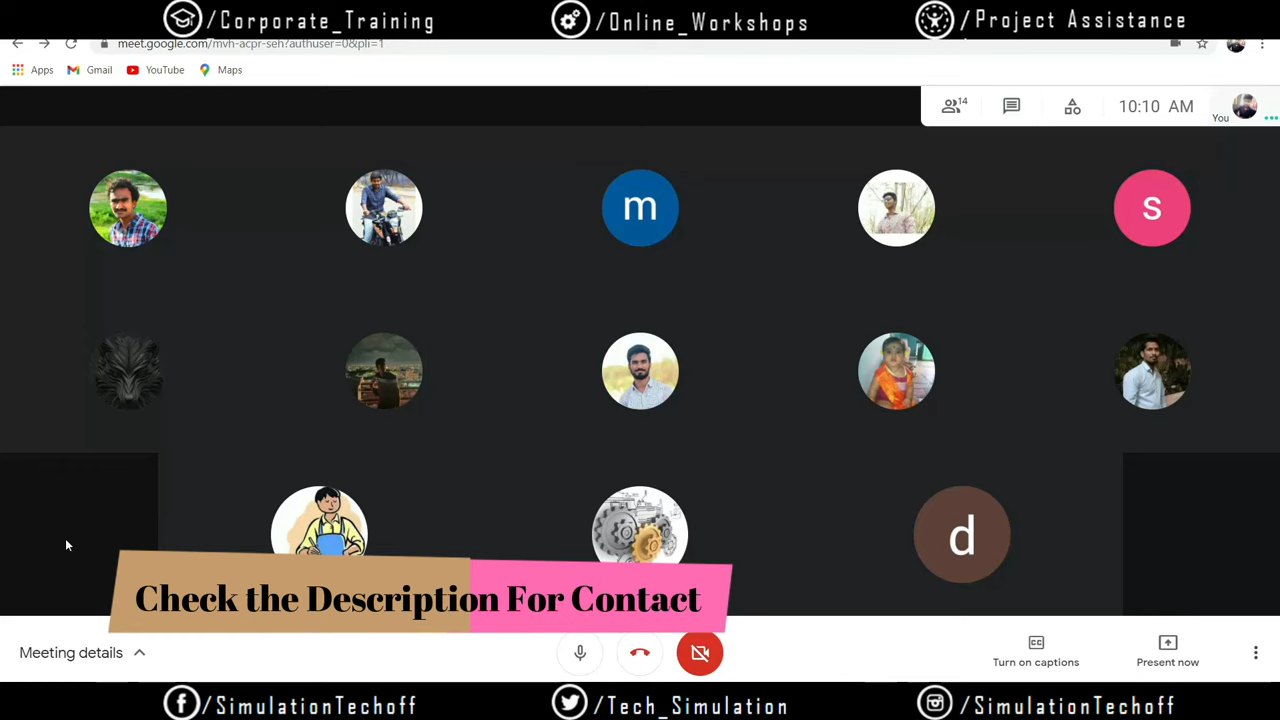 /Corporate_Training
/Online_Workshops
/Project Assistance
meet.google.com/mvh-acpr-seh?authuser=0&pli=1
Apps
Gmail
YouTube
Maps
14
10:10 AM
You
m
s
d
Check the Description For Contact
Meeting details
CC
Turn on captions
Present now
/SimulationTechoff
/Tech_Simulation
/SimulationTechoff